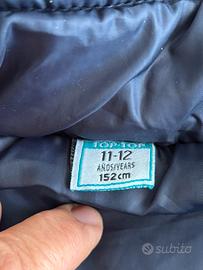 TOP-TOP
11-12
AÑOS/YEARS
152cm
subito